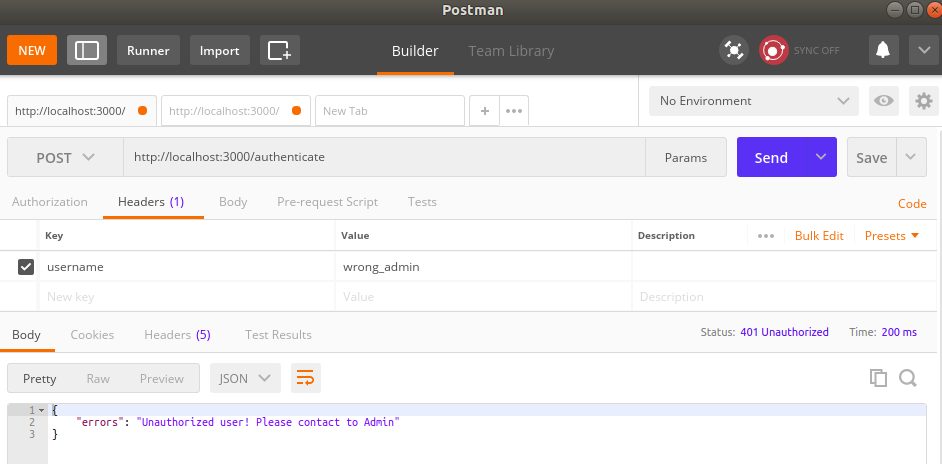 Postman
NEW Runner Import Builder Team Library SYNC OFF
http://localhost:3000/ http://localhost:3000/ New Tab + ••• No Environment
POST http://localhost:3000/authenticate Params Send Save
Authorization Headers (1) Body Pre-request Script Tests Code
Key Value Description ••• Bulk Edit Presets
username wrong_admin
New key Value Description
Body Cookies Headers (5) Test Results Status: 401 Unauthorized Time: 200 ms
Pretty Raw Preview JSON
1 {
2 "errors": "Unauthorized user! Please contact to Admin"
3 }